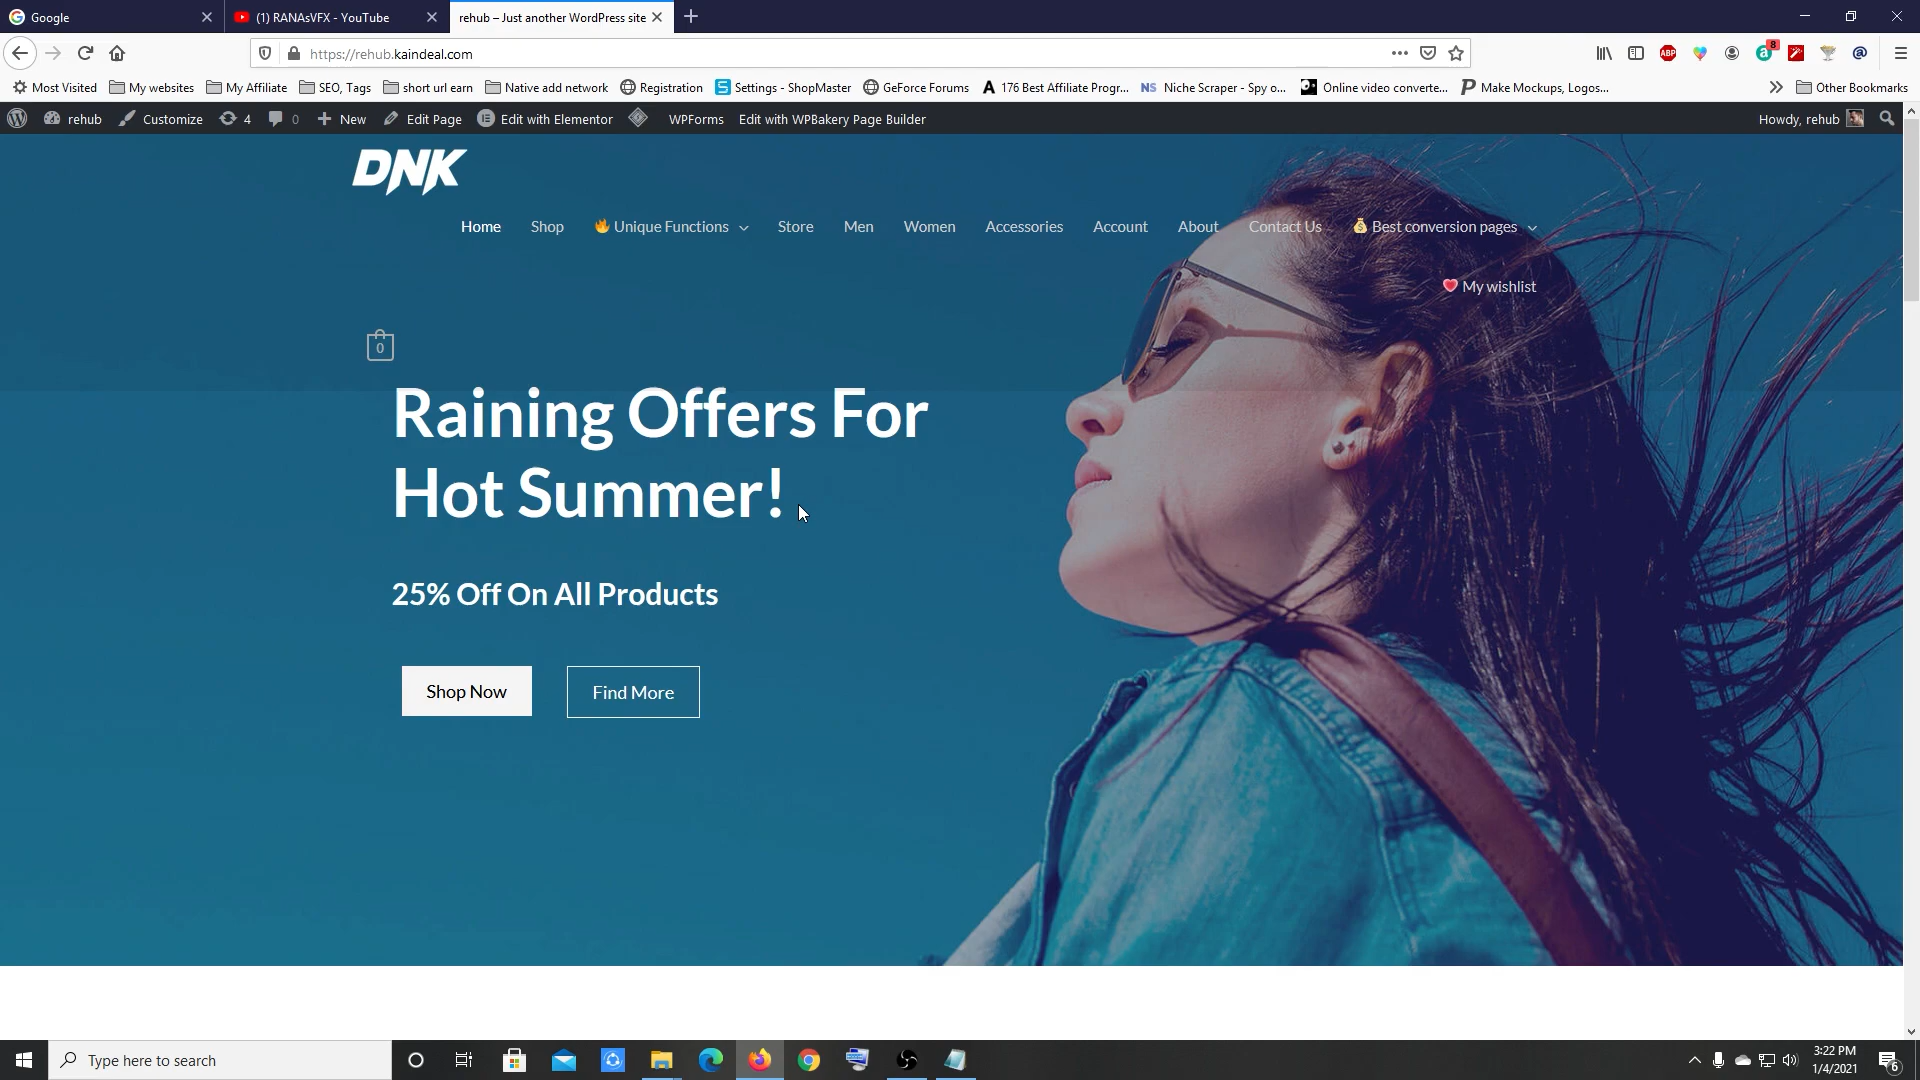 Google
(1) RANAsVFX - YouTube
rehub – Just another WordPress site
https://rehub.kaindeal.com
ABP
8
Most Visited
My websites
My Affiliate
SEO, Tags
short url earn
Native add network
Registration
Settings - ShopMaster
GeForce Forums
176 Best Affiliate Progr...
NS Niche Scraper - Spy o...
Online video converte...
Make Mockups, Logos...
Other Bookmarks
rehub
Customize
4
0
New
Edit Page
Edit with Elementor
WPForms
Edit with WPBakery Page Builder
Howdy, rehub
DNK
Home
Shop
Unique Functions
Store
Men
Women
Accessories
Account
About
Contact Us
Best conversion pages
My wishlist
0
Raining Offers For
Hot Summer!
25% Off On All Products
Shop Now
Find More
Type here to search
3:22 PM
1/4/2021
6